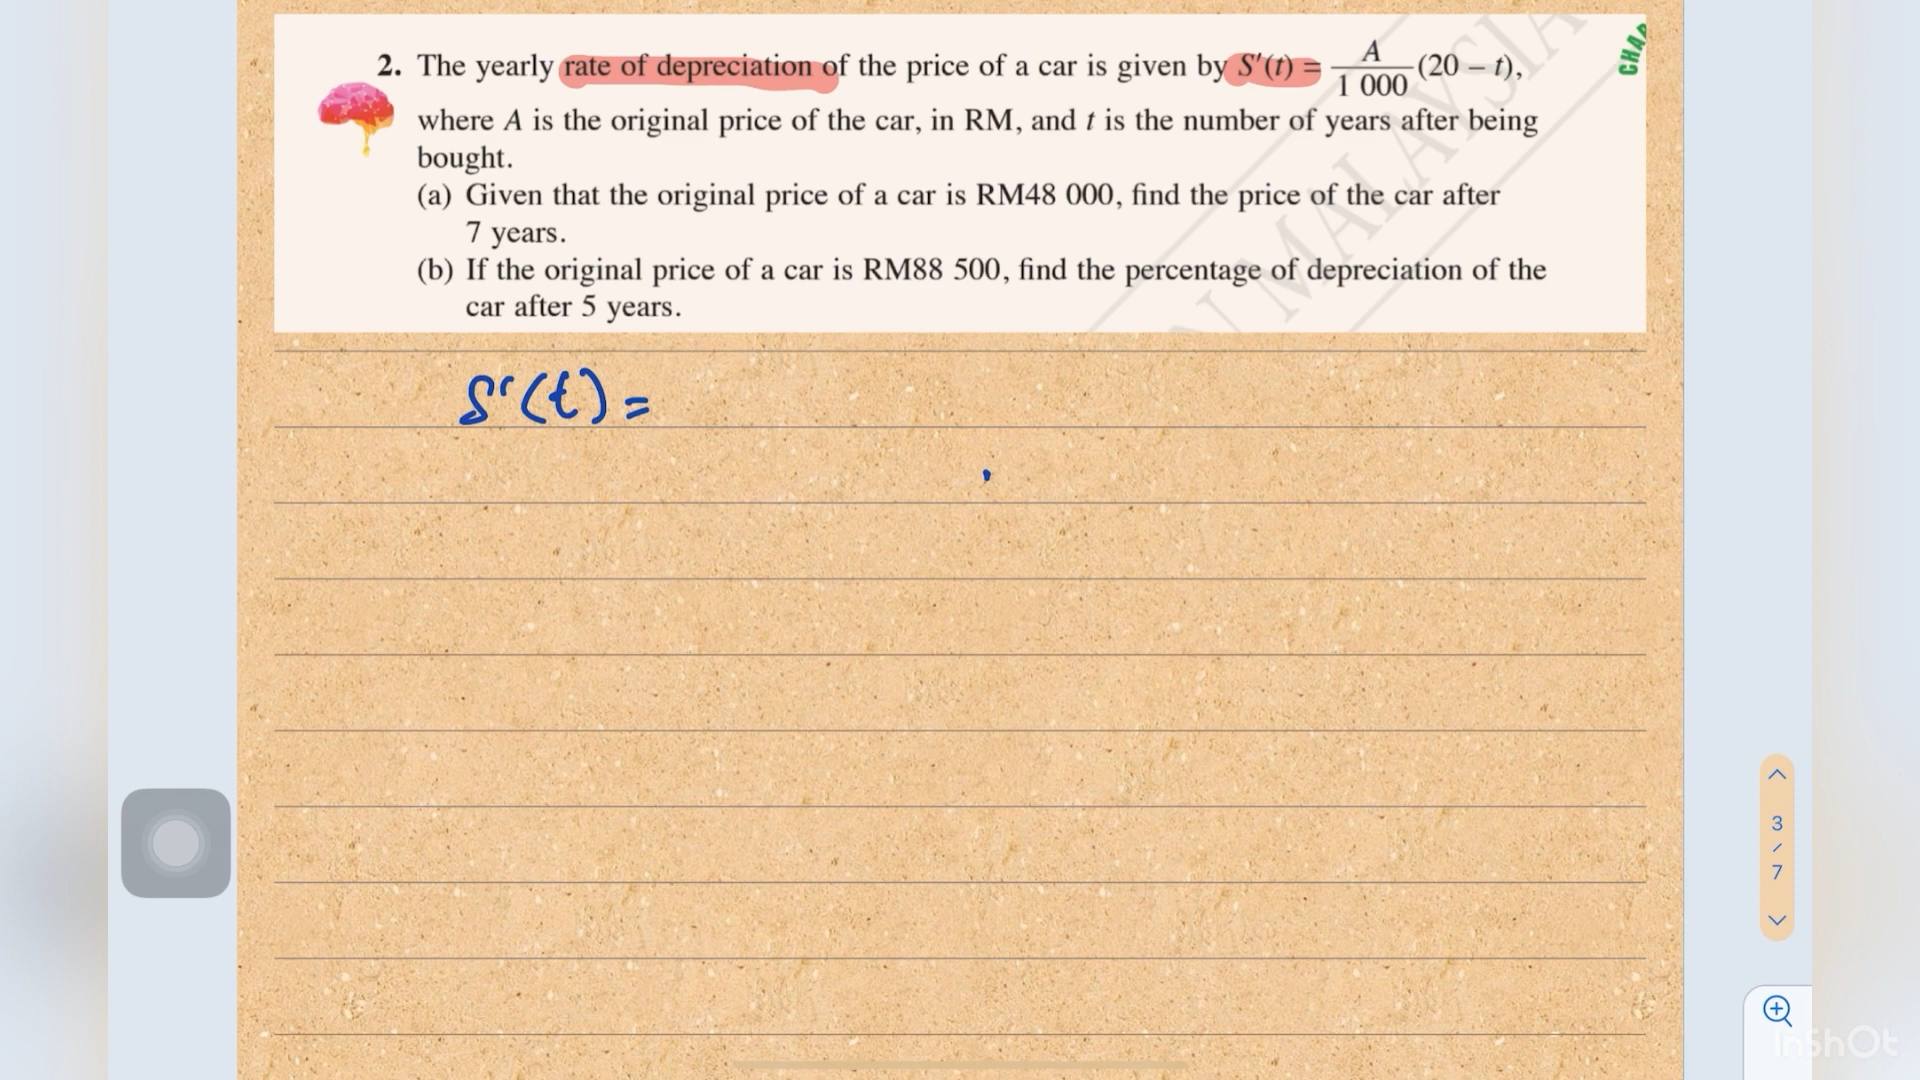 2. The yearly rate of depreciation of the price of a car is given by S′(t) = A/1 000 (20 – t),
where A is the original price of the car, in RM, and t is the number of years after being
bought.
(a) Given that the original price of a car is RM48 000, find the price of the car after
7 years.
(b) If the original price of a car is RM88 500, find the percentage of depreciation of the
car after 5 years.
S'(t) =
CHAP
N MALAYSIA
3
/
7
InShOt